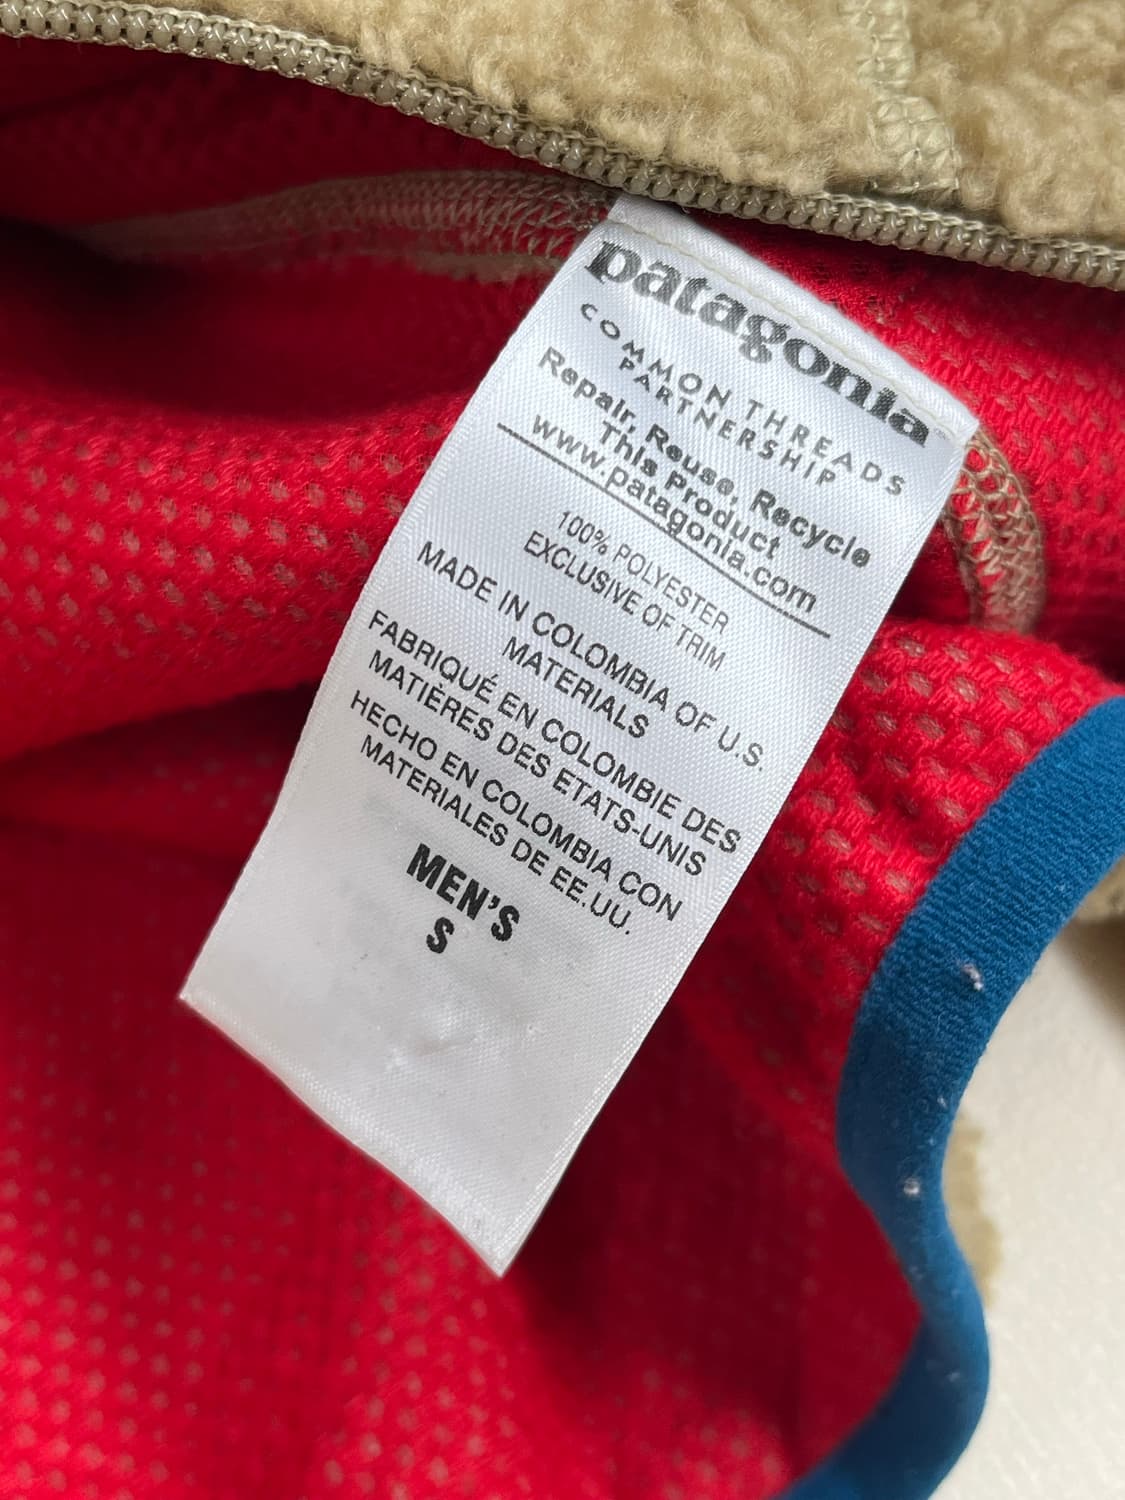 patagonia™
COMMON THREADS
PARTNERSHIP
Repair, Reuse, Recycle
This Product
www.patagonia.com
100% POLYESTER
EXCLUSIVE OF TRIM
MADE IN COLOMBIA OF U.S.
MATERIALS
FABRIQUÉ EN COLOMBIE DES
MATIÈRES DES ETATS-UNIS
HECHO EN COLOMBIA CON
MATERIALES DE EE.UU.
MEN'S
S